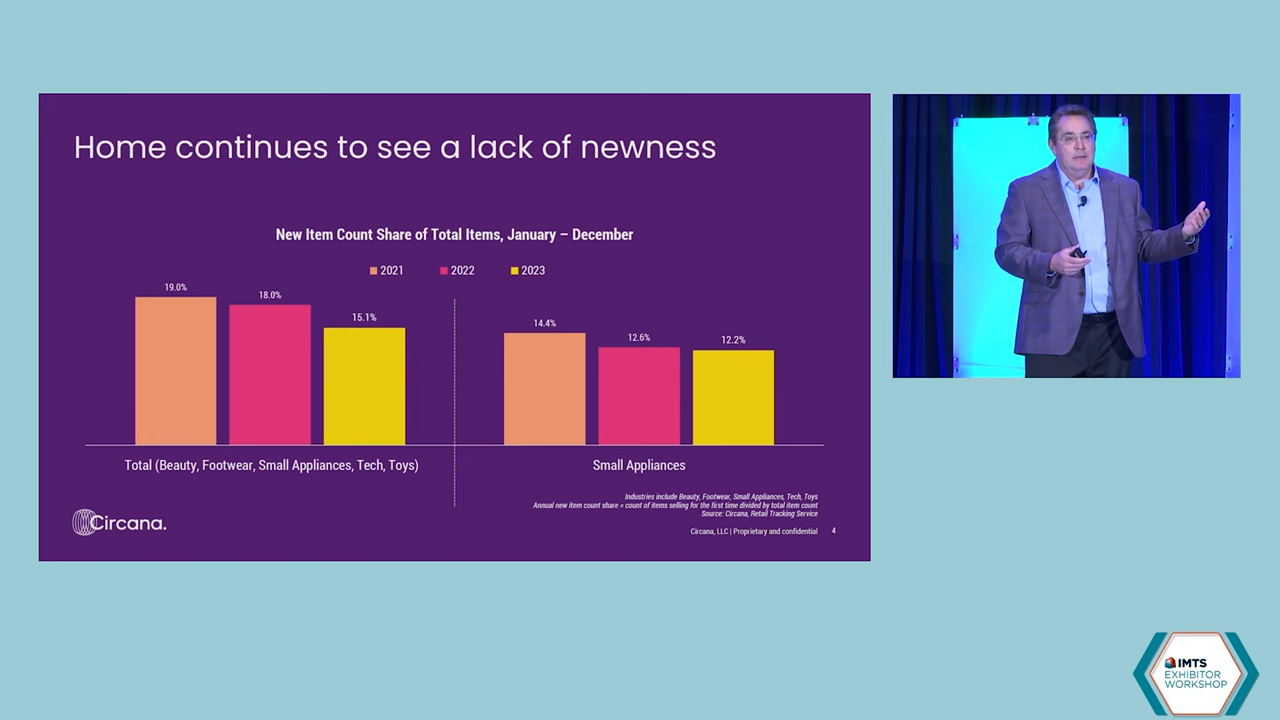 Home continues to see a lack of newness
New Item Count Share of Total Items, January – December
2021 2022 2023
19.0%
18.0%
15.1%
14.4%
12.6%
12.2%
Total (Beauty, Footwear, Small Appliances, Tech, Toys)
Small Appliances
Industries include Beauty, Footwear, Small Appliances, Tech, Toys
Annual new item count share = count of items selling for the first time divided by total item count
Source: Circana, Retail Tracking Service
Circana.
Circana, LLC | Proprietary and confidential 4
IMTS
EXHIBITOR
WORKSHOP